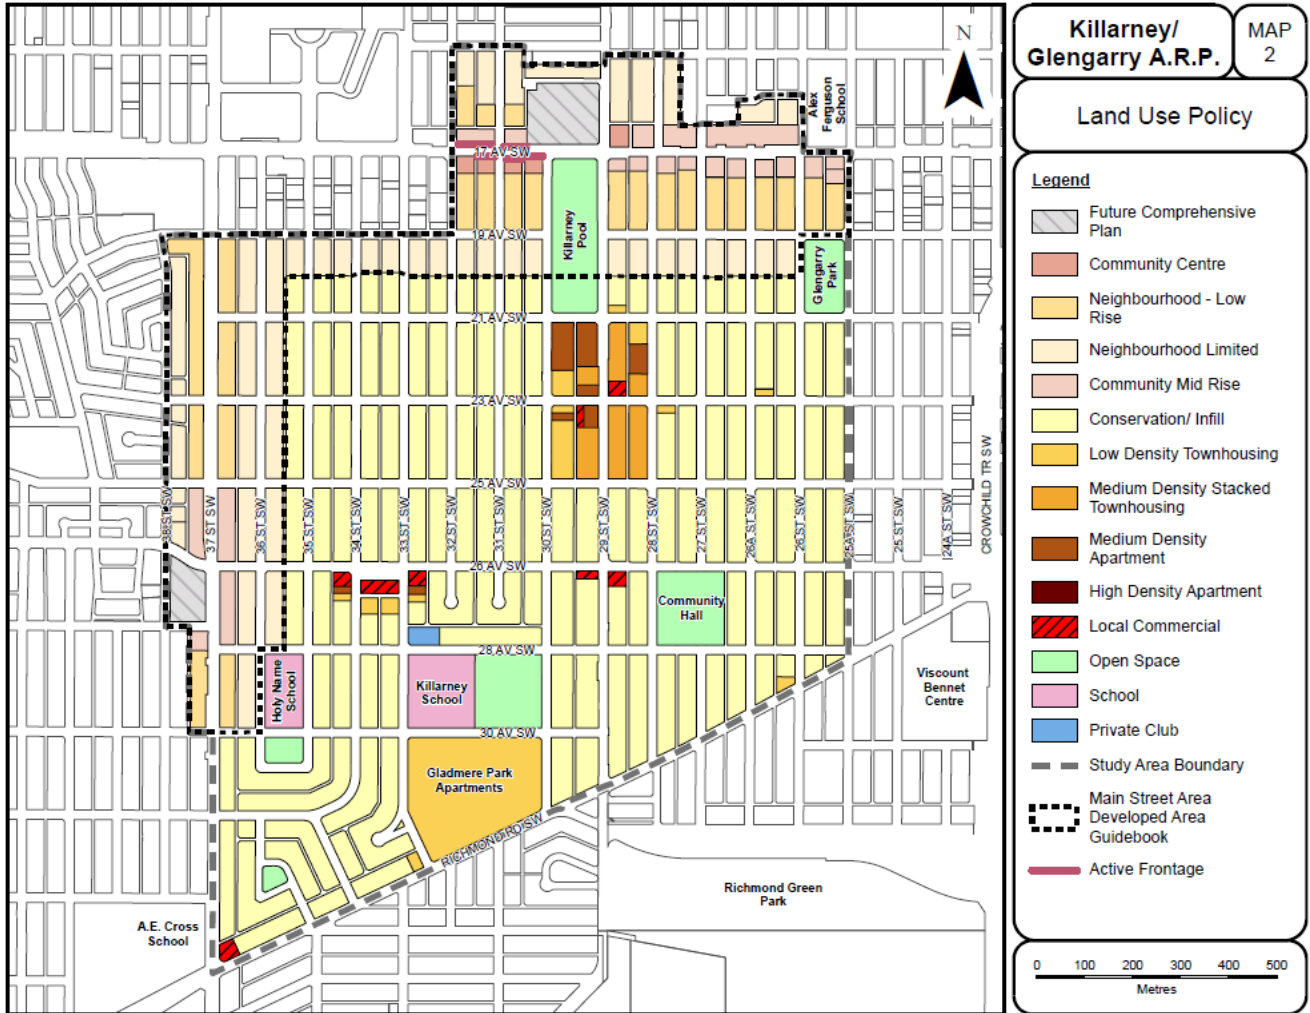 Killarney/
Glengarry A.R.P.
MAP
2
Land Use Policy
Legend
Future Comprehensive
Plan
Community Centre
Neighbourhood - Low
Rise
Neighbourhood Limited
Community Mid Rise
Conservation/ Infill
Low Density Townhousing
Medium Density Stacked
Townhousing
Medium Density
Apartment
High Density Apartment
Local Commercial
Open Space
School
Private Club
Study Area Boundary
Main Street Area
Developed Area
Guidebook
Active Frontage
0 100 200 300 400 500
Metres
N
Alex
Ferguson
School
17 AV SW
19 AV SW
Killarney
Pool
Glengarry
Park
21 AV SW
23 AV SW
25 AV SW
38 ST SW
37 ST SW
36 ST SW
35 ST SW
34 ST SW
33 ST SW
32 ST SW
31 ST SW
30 ST SW
29 ST SW
28 ST SW
27 ST SW
26A ST SW
26 ST SW
25A ST SW
25 ST SW
24A ST SW
CROWCHILD TR SW
26 AV SW
Community
Hall
28 AV SW
Holy Name
School
Killarney
School
Viscount
Bennet
Centre
30 AV SW
Gladmere Park
Apartments
RICHMOND RD SW
Richmond Green
Park
A.E. Cross
School